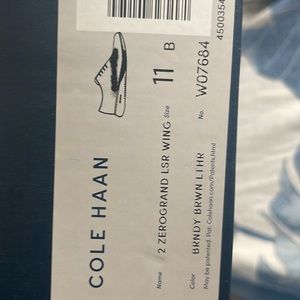 COLE HAAN
Name 2 ZEROGRAND LSR WING Size 11 B
Color BRNDY BRWN LTHR No. W07684
May be patented. Pat. ColeHaan.com/Patents.html